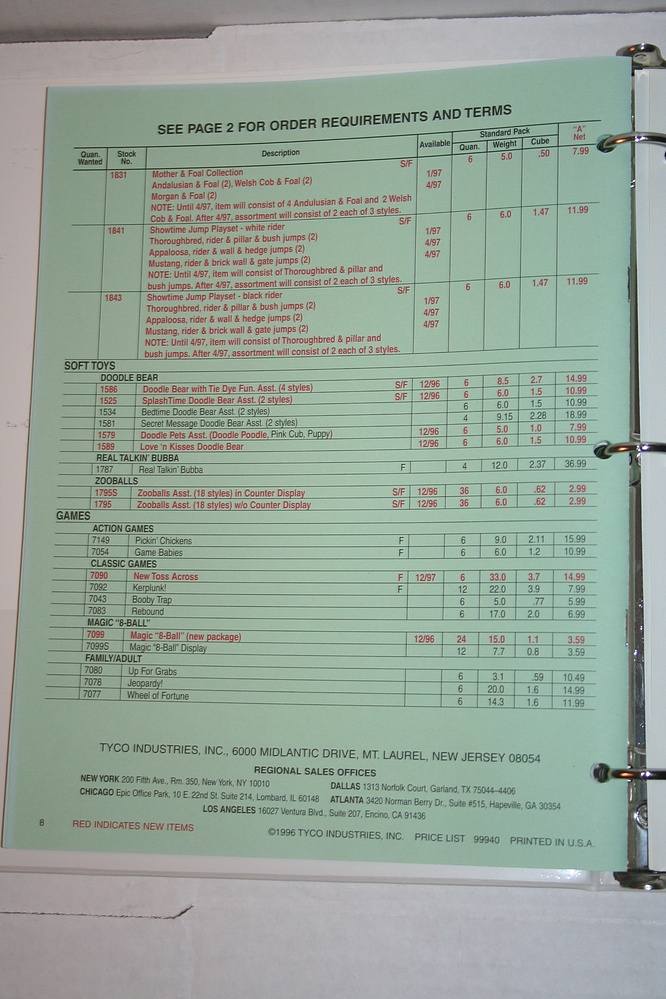 SEE PAGE 2 FOR ORDER REQUIREMENTS AND TERMS
Quan. Wanted Stock No. Description Available Standard Pack Quan. Weight Cube "A" Net
1831 Mother & Foal Collection S/F 1/97 6 5.0 .50 7.99
Andalusian & Foal (2), Welsh Cob & Foal (2) 4/97
Morgan & Foal (2)
NOTE: Until 4/97, item will consist of 4 Andulusian & Foal and 2 Welsh
Cob & Foal. After 4/97, assortment will consist of 2 each of 3 styles.
1841 Showtime Jump Playset - white rider S/F 1/97 6 6.0 1.47 11.99
Thoroughbred, rider & pillar & bush jumps (2) 4/97
Appaloosa, rider & wall & hedge jumps (2) 4/97
Mustang, rider & brick wall & gate jumps (2)
NOTE: Until 4/97, item will consist of Thoroughbred & pillar and
bush jumps. After 4/97, assortment will consist of 2 each of 3 styles.
1843 Showtime Jump Playset - black rider S/F 1/97 6 6.0 1.47 11.99
Thoroughbred, rider & pillar & bush jumps (2) 4/97
Appaloosa, rider & wall & hedge jumps (2) 4/97
Mustang, rider & brick wall & gate jumps (2)
NOTE: Until 4/97, item will consist of Thoroughbred & pillar and
bush jumps. After 4/97, assortment will consist of 2 each of 3 styles.
SOFT TOYS
DOODLE BEAR
1586 Doodle Bear with Tie Dye Fun. Asst. (4 styles) S/F 12/96 6 8.5 2.7 14.99
1525 SplashTime Doodle Bear Asst. (2 styles) S/F 12/96 6 6.0 1.5 10.99
1534 Bedtime Doodle Bear Asst. (2 styles) 6 6.0 1.5 10.99
1581 Secret Message Doodle Bear Asst. (2 styles) 4 9.15 2.28 18.99
1579 Doodle Pets Asst. (Doodle Poodle, Pink Cub, Puppy) 12/96 6 5.0 1.0 7.99
1589 Love 'n Kisses Doodle Bear 12/96 6 6.0 1.5 10.99
REAL TALKIN' BUBBA
1787 Real Talkin' Bubba F 4 12.0 2.37 36.99
ZOOBALLS
1795S Zooballs Asst. (18 styles) in Counter Display S/F 12/96 36 6.0 .62 2.99
1795 Zooballs Asst. (18 styles) w/o Counter Display S/F 12/96 36 6.0 .62 2.99
GAMES
ACTION GAMES
7149 Pickin' Chickens F 6 9.0 2.11 15.99
7054 Game Babies F 6 6.0 1.2 10.99
CLASSIC GAMES
7090 New Toss Across F 12/97 6 33.0 3.7 14.99
7092 Kerplunk! F 12 22.0 3.9 7.99
7043 Booby Trap 6 5.0 .77 5.99
7083 Rebound 6 17.0 2.0 6.99
MAGIC "8-BALL"
7099 Magic "8-Ball" (new package) 12/96 24 15.0 1.1 3.59
7099S Magic "8-Ball" Display 12 7.7 0.8 3.59
FAMILY/ADULT
7080 Up For Grabs 6 3.1 .59 10.49
7078 Jeopardy! 6 20.0 1.6 14.99
7077 Wheel of Fortune 6 14.3 1.6 11.99
TYCO INDUSTRIES, INC., 6000 MIDLANTIC DRIVE, MT. LAUREL, NEW JERSEY 08054
REGIONAL SALES OFFICES
NEW YORK 200 Fifth Ave., Rm. 350, New York, NY 10010 DALLAS 1313 Norfolk Court, Garland, TX 75044–4406
CHICAGO Epic Office Park, 10 E. 22nd St. Suite 214, Lombard, IL 60148 ATLANTA 3420 Norman Berry Dr., Suite #515, Hapeville, GA 30354
LOS ANGELES 16027 Ventura Blvd., Suite 207, Encino, CA 91436
8 RED INDICATES NEW ITEMS ©1996 TYCO INDUSTRIES, INC. PRICE LIST 99940 PRINTED IN U.S.A.